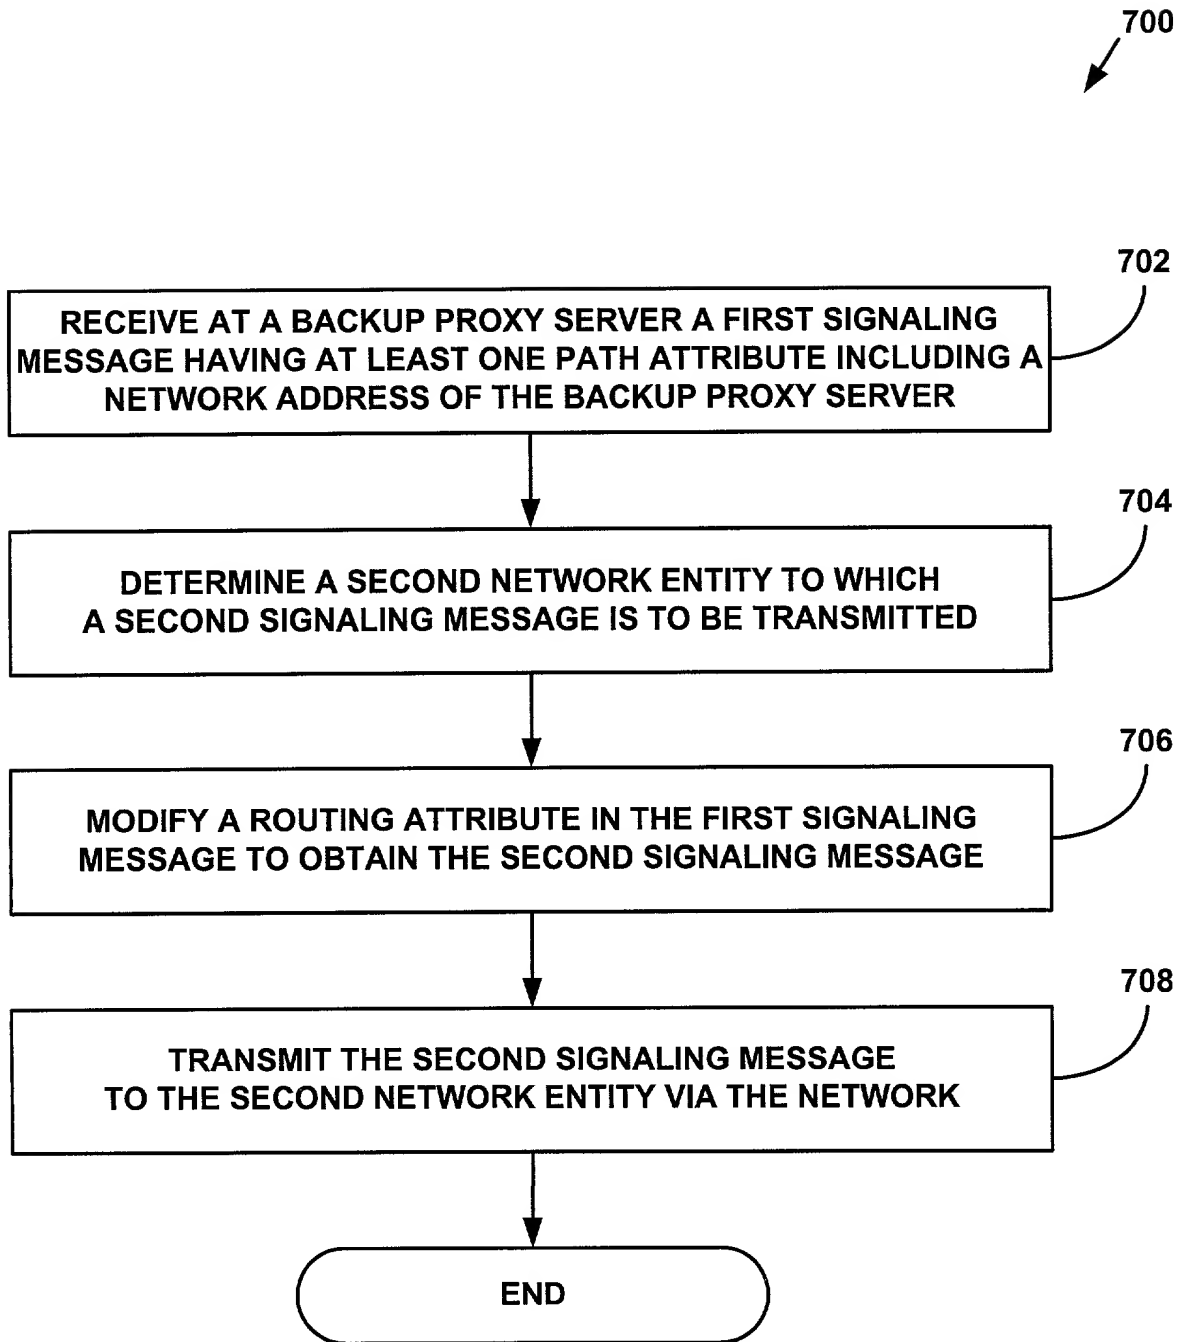 700
702
RECEIVE AT A BACKUP PROXY SERVER A FIRST SIGNALING
MESSAGE HAVING AT LEAST ONE PATH ATTRIBUTE INCLUDING A
NETWORK ADDRESS OF THE BACKUP PROXY SERVER
704
DETERMINE A SECOND NETWORK ENTITY TO WHICH
A SECOND SIGNALING MESSAGE IS TO BE TRANSMITTED
706
MODIFY A ROUTING ATTRIBUTE IN THE FIRST SIGNALING
MESSAGE TO OBTAIN THE SECOND SIGNALING MESSAGE
708
TRANSMIT THE SECOND SIGNALING MESSAGE
TO THE SECOND NETWORK ENTITY VIA THE NETWORK
END